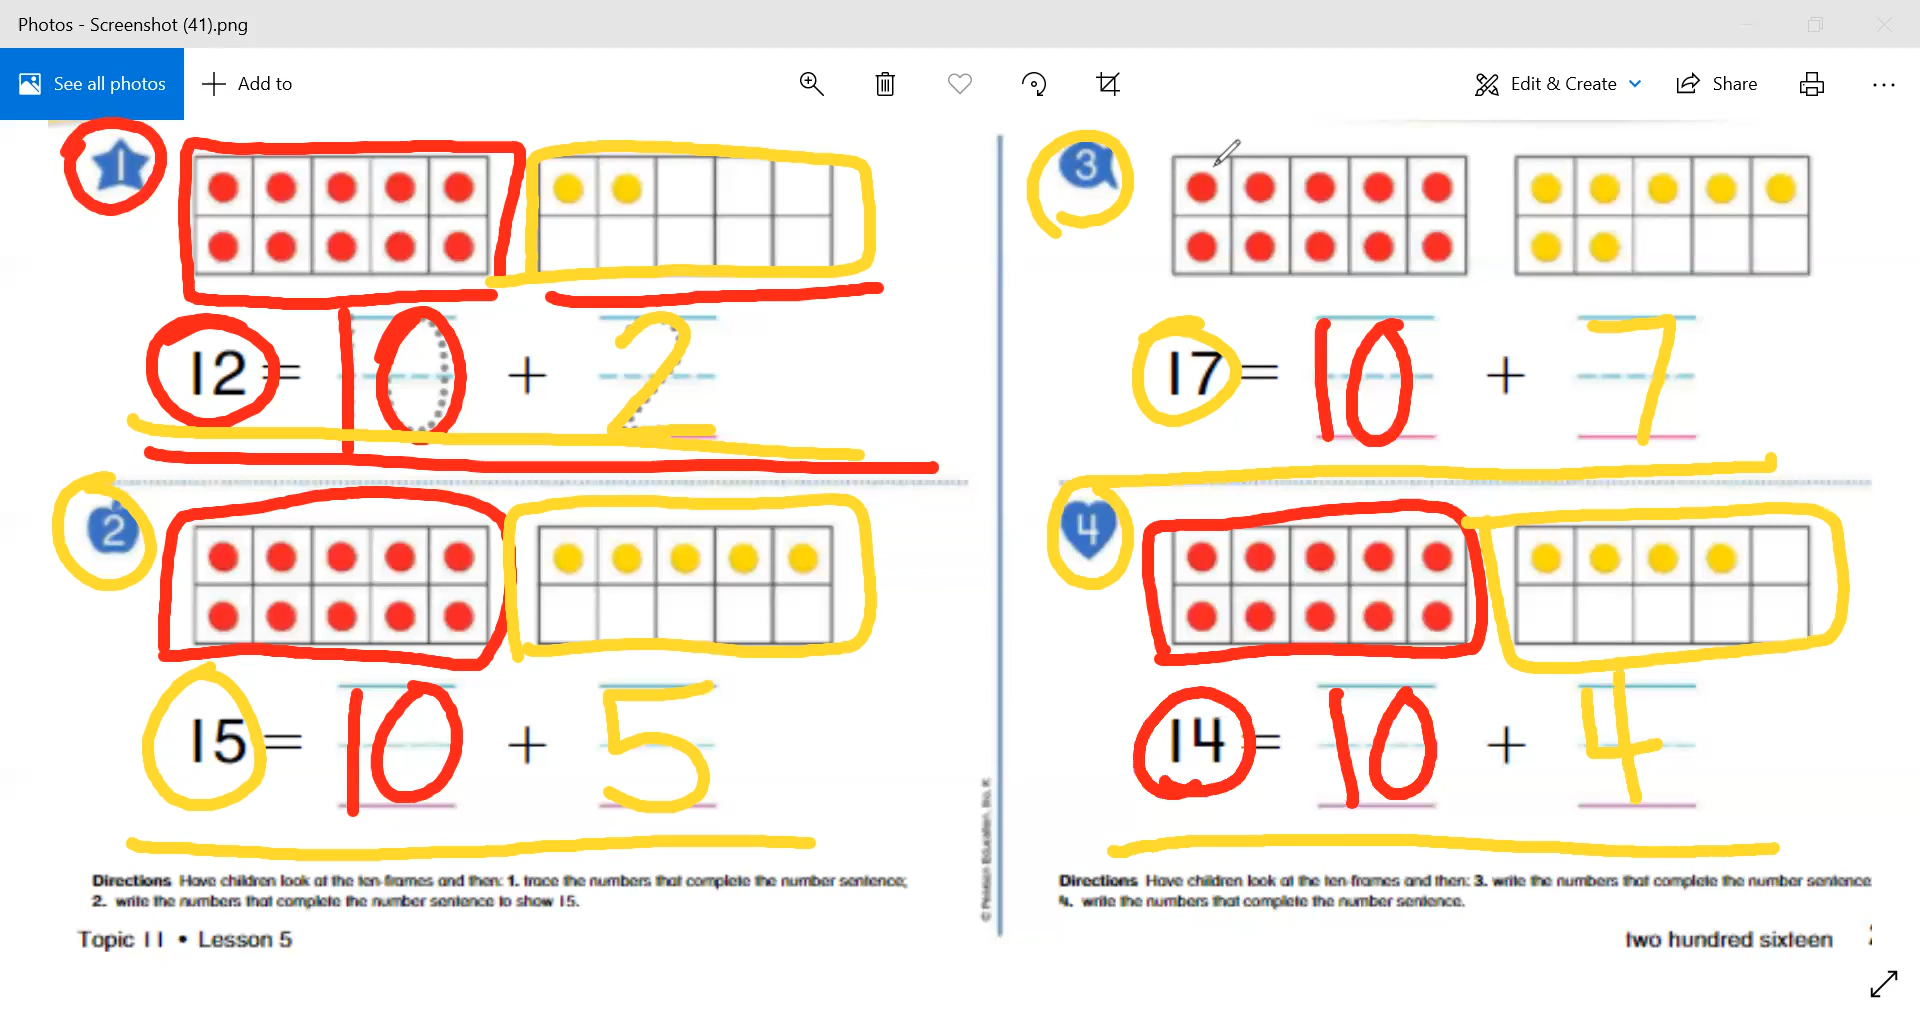 Photos - Screenshot (41).png
See all photos
Add to
Edit & Create
Share
1
12 = 10 + 2
2
15 = 10 + 5
Directions Have children look at the ten-frames and then: 1. trace the numbers that complete the number sentence;
2. write the numbers that complete the number sentence to show 15.
Topic 11 • Lesson 5
© Pearson Education, Inc. K
3
17 = 10 + 7
4
14 = 10 + 4
Directions Have children look at the ten-frames and then: 3. write the numbers that complete the number sentence
4. write the numbers that complete the number sentence.
two hundred sixteen